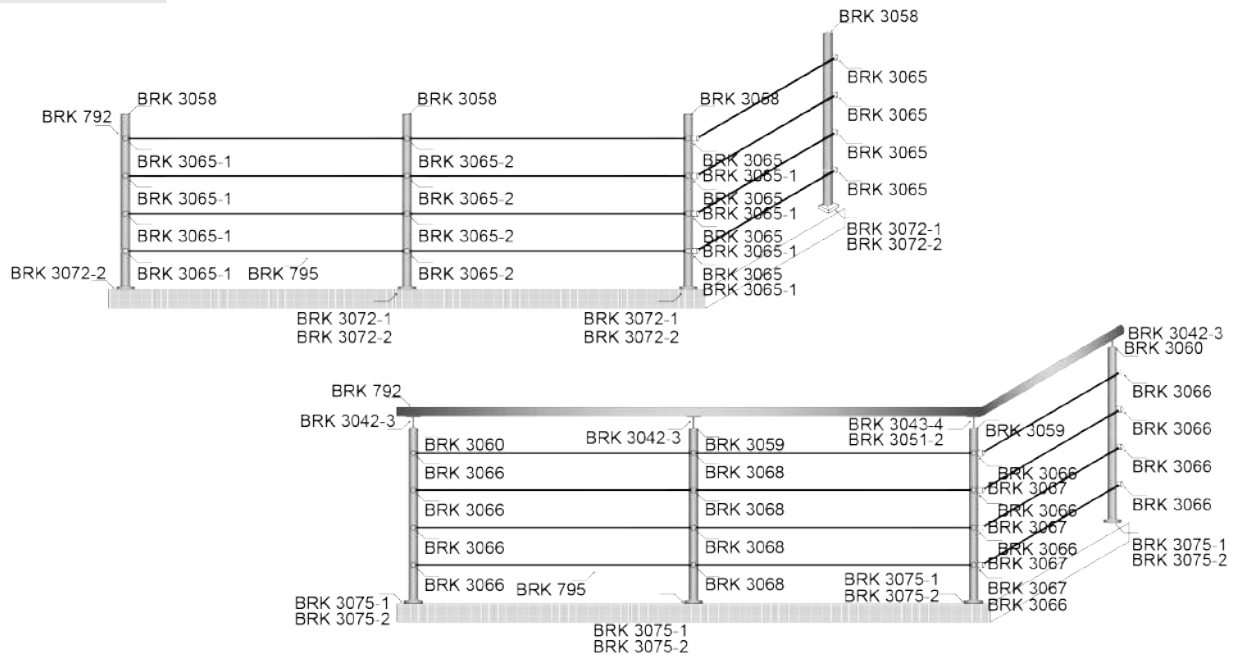 BRK 3058
BRK 3065
BRK 3065
BRK 3065
BRK 3065
BRK 3072-1
BRK 3072-2
BRK 3058
BRK 3058
BRK 3058
BRK 792
BRK 3065-1
BRK 3065-2
BRK 3065
BRK 3065-1
BRK 3065-1
BRK 3065-2
BRK 3065
BRK 3065-1
BRK 3065-1
BRK 3065-2
BRK 3065
BRK 3065-1
BRK 3072-2
BRK 3065-1
BRK 795
BRK 3065-2
BRK 3065
BRK 3065-1
BRK 3072-1
BRK 3072-2
BRK 3072-1
BRK 3072-2
BRK 3042-3
BRK 3060
BRK 3066
BRK 3066
BRK 3066
BRK 3066
BRK 3075-1
BRK 3075-2
BRK 792
BRK 3042-3
BRK 3042-3
BRK 3043-4
BRK 3051-2
BRK 3059
BRK 3060
BRK 3059
BRK 3066
BRK 3068
BRK 3066
BRK 3067
BRK 3066
BRK 3068
BRK 3066
BRK 3067
BRK 3066
BRK 3068
BRK 3066
BRK 3067
BRK 3066
BRK 795
BRK 3068
BRK 3075-1
BRK 3075-2
BRK 3067
BRK 3066
BRK 3075-1
BRK 3075-2
BRK 3075-1
BRK 3075-2